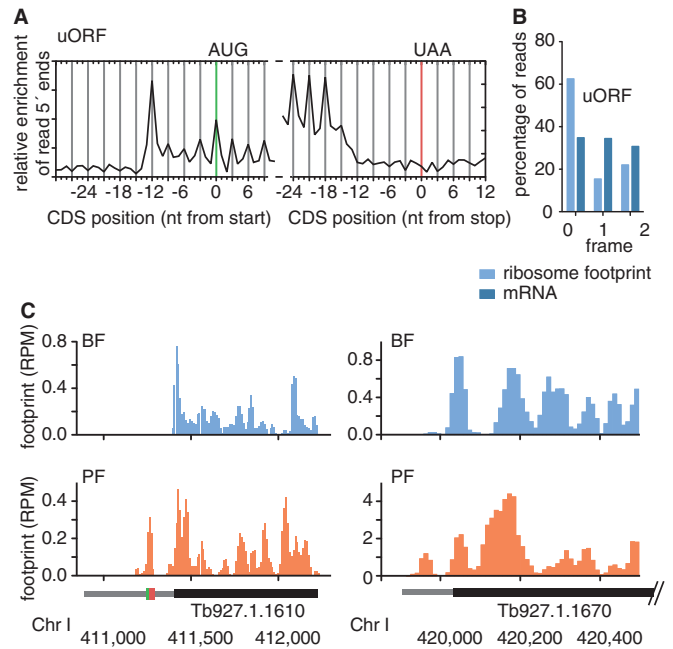 A
uORF
AUG
UAA
relative enrichment
of read 5´ ends
-24 -18 -12 -6 0 6
-24 -18 -12 -6 0 6 12
CDS position (nt from start)
CDS position (nt from stop)
B
80
60
40
20
0
percentage of reads
uORF
0 1 2
frame
ribosome footprint
mRNA
C
BF
0.8
0.4
0.0
footprint (RPM)
BF
0.8
0.4
0.0
PF
0.4
0.2
0.0
footprint (RPM)
PF
4
2
0
Tb927.1.1610
Chr I
411,000 411,500 412,000
Tb927.1.1670
Chr I
420,000 420,200 420,400